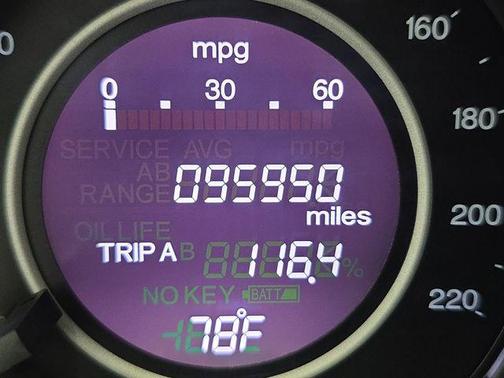 mpg
0 30 60
SERVICE AVG mpg
AB
RANGE 095950
miles
OIL LIFE
TRIP A B 116.4 %
NO KEY BATT
78°F
160
180
200
220